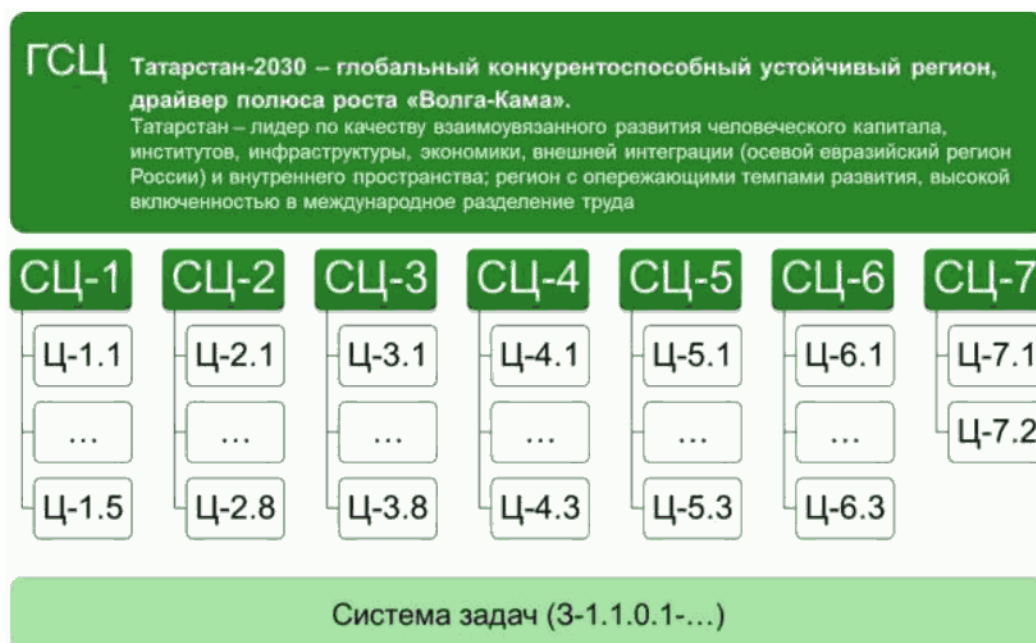 ГСЦ
Татарстан-2030 – глобальный конкурентоспособный устойчивый регион,
драйвер полюса роста «Волга-Кама».
Татарстан – лидер по качеству взаимоувязанного развития человеческого капитала,
институтов, инфраструктуры, экономики, внешней интеграции (осевой евразийский регион
России) и внутреннего пространства; регион с опережающими темпами развития, высокой
включенностью в международное разделение труда
СЦ-1 СЦ-2 СЦ-3 СЦ-4 СЦ-5 СЦ-6 СЦ-7
Ц-1.1 Ц-2.1 Ц-3.1 Ц-4.1 Ц-5.1 Ц-6.1 Ц-7.1
... ... ... ... ... ... Ц-7.2
Ц-1.5 Ц-2.8 Ц-3.8 Ц-4.3 Ц-5.3 Ц-6.3
Система задач (З-1.1.0.1-...)